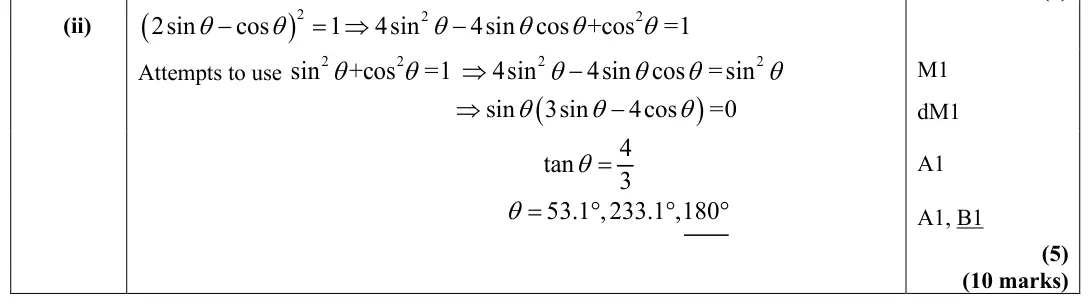 (ii) (2 sin θ − cos θ)² = 1 ⇒ 4 sin² θ − 4 sin θ cos θ + cos² θ = 1
Attempts to use sin² θ + cos² θ = 1 ⇒ 4 sin² θ − 4 sin θ cos θ = sin² θ M1
⇒ sin θ (3 sin θ − 4 cos θ) = 0 dM1
tan θ = 4/3 A1
θ = 53.1°, 233.1°, 180° A1, B1
(5)
(10 marks)